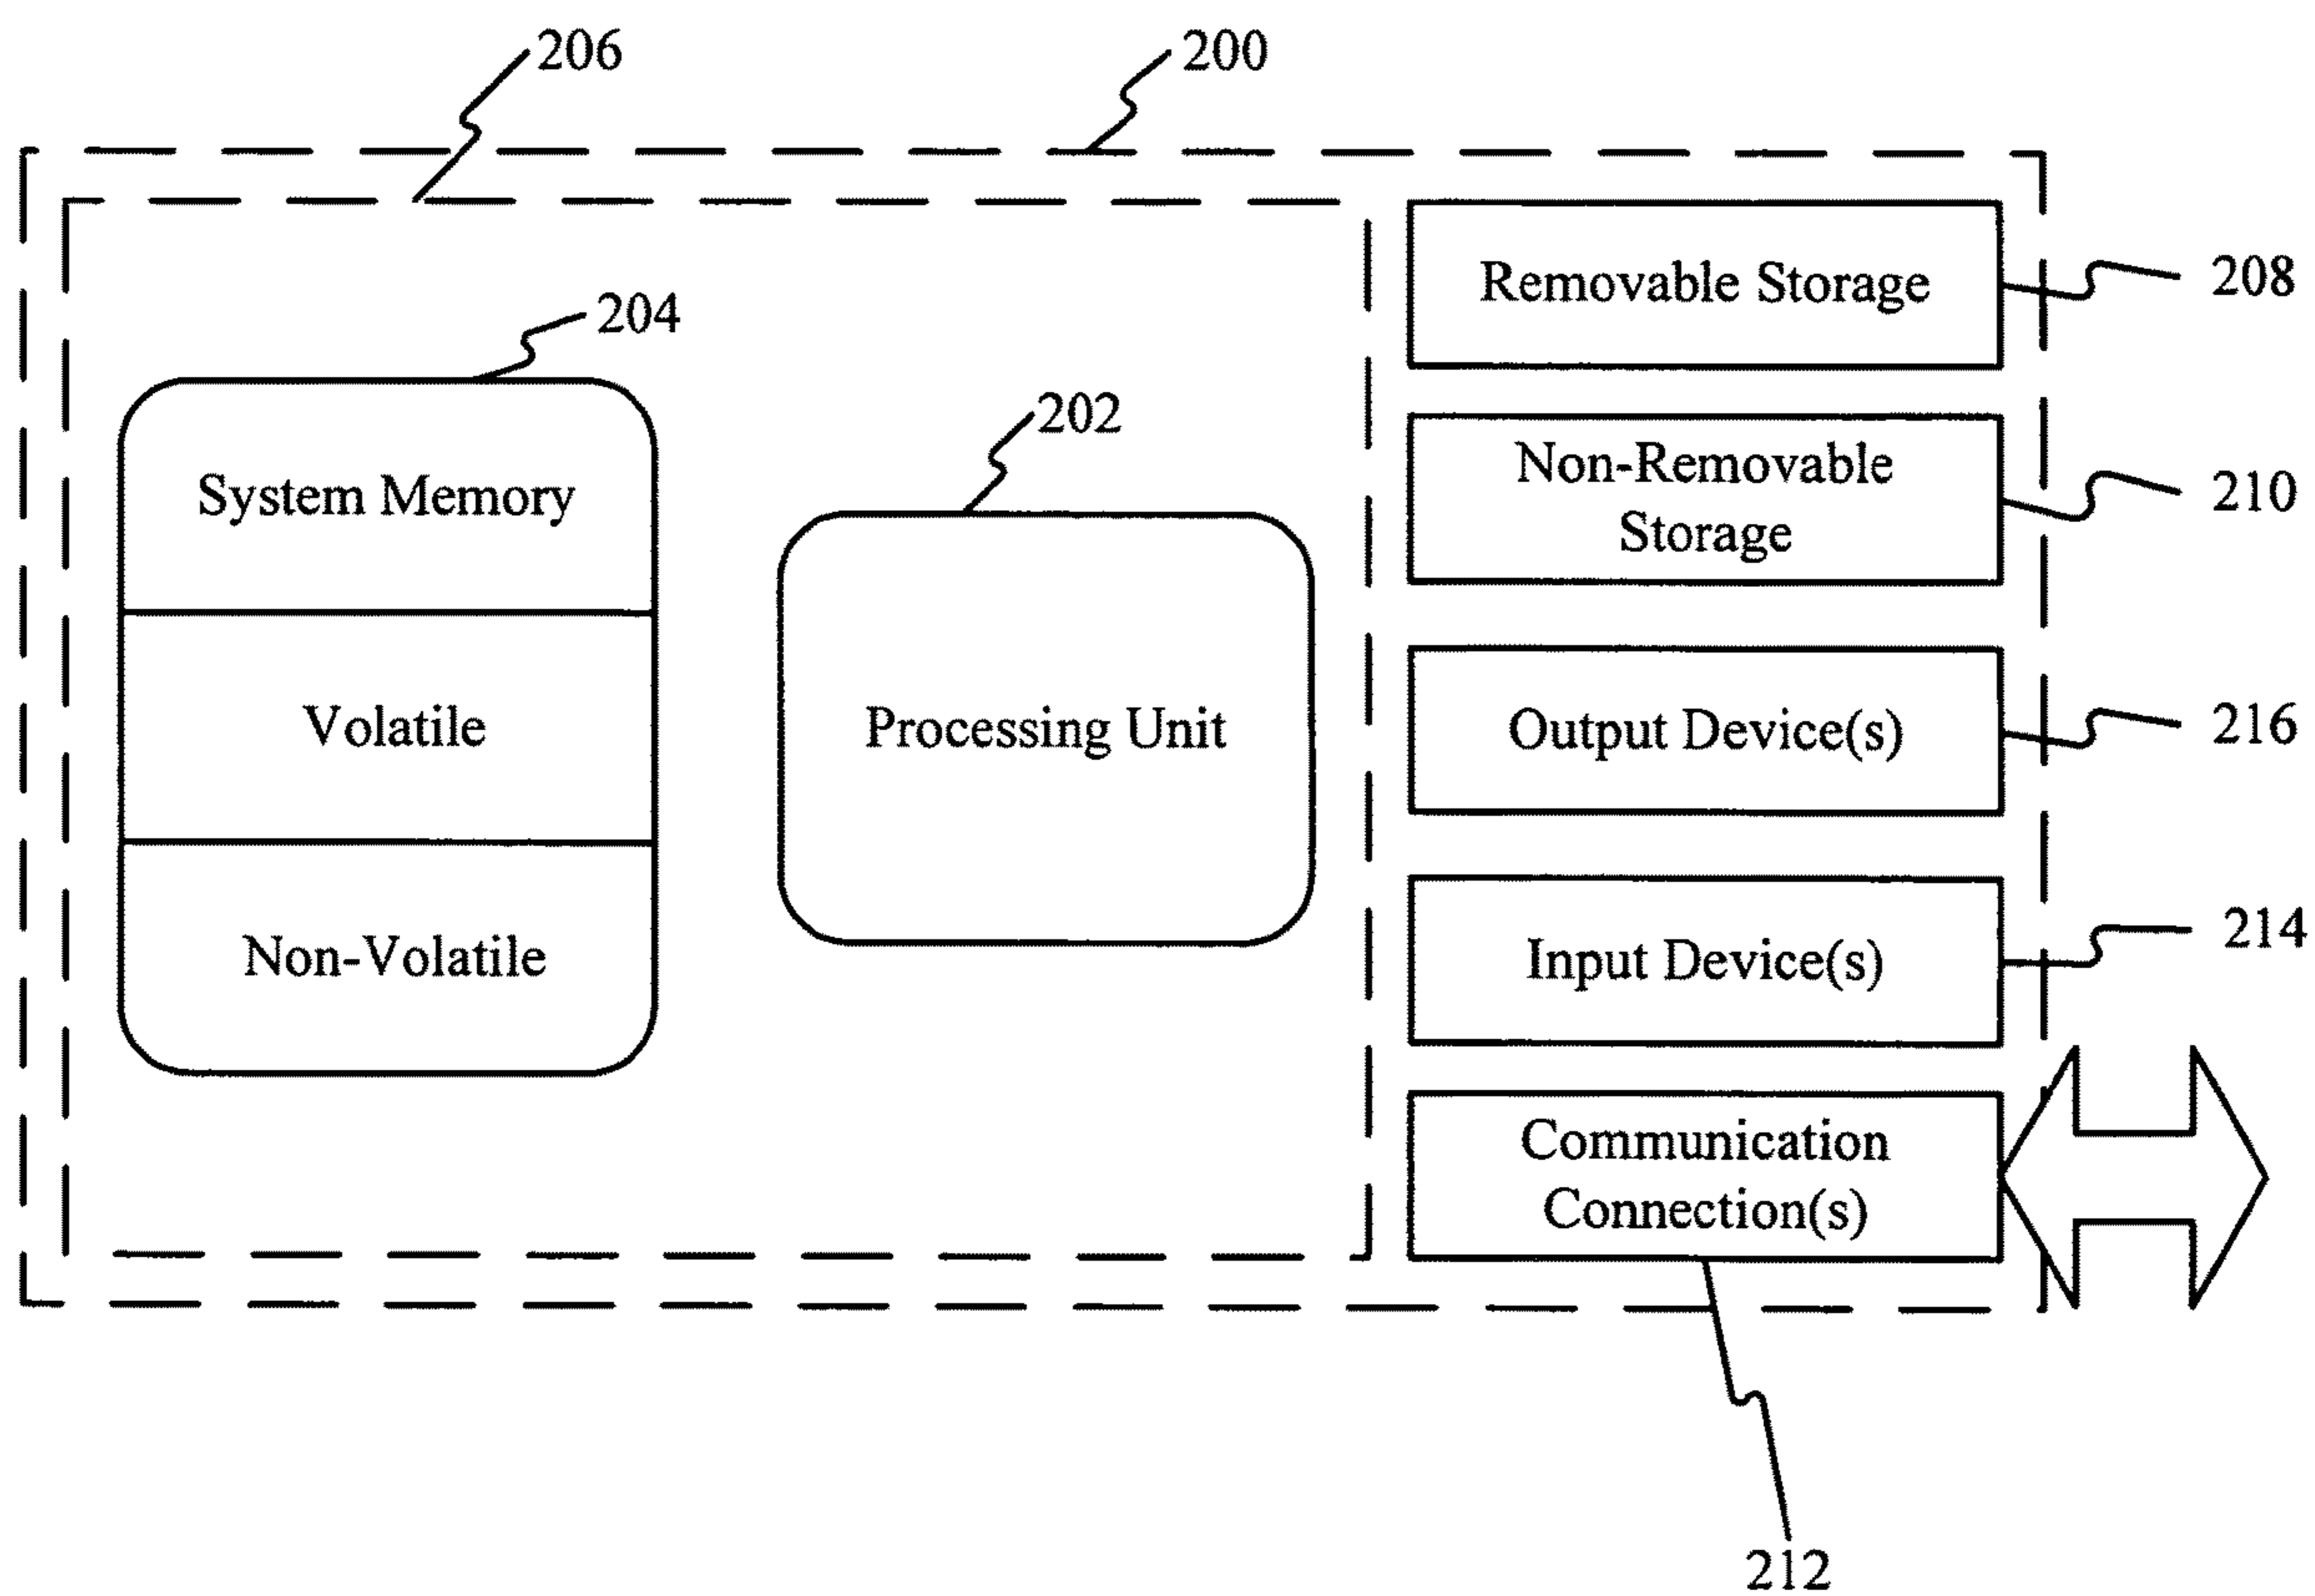 206
200
Removable Storage
208
204
202
System Memory
Non-Removable
Storage
210
Volatile
Processing Unit
Output Device(s)
216
Non-Volatile
Input Device(s)
214
Communication
Connection(s)
212